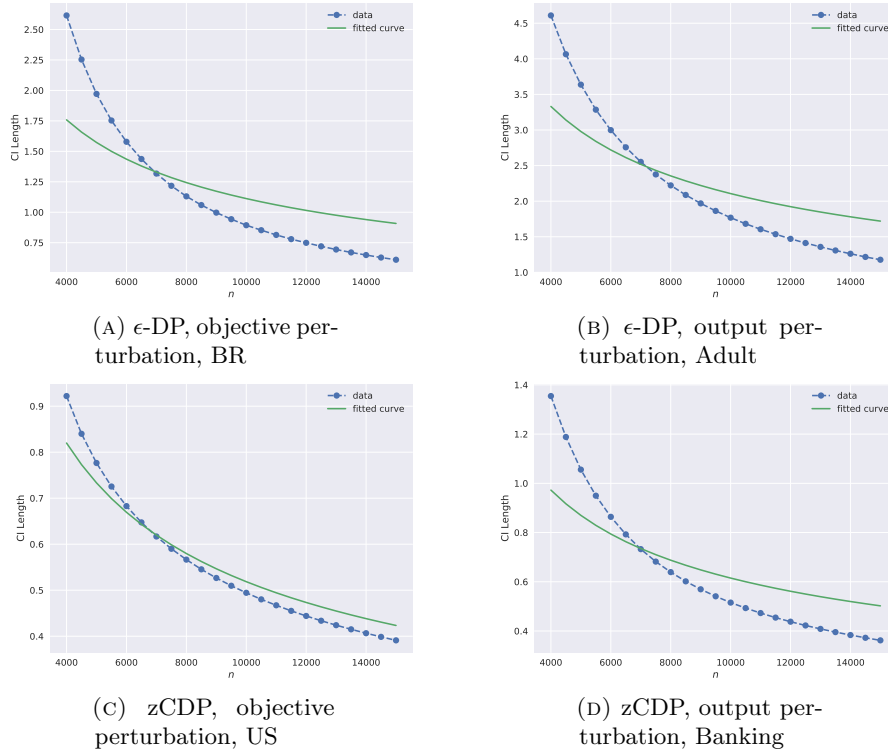 data
fitted curve
2.50
2.25
2.00
1.75
1.50
1.25
1.00
0.75
CI Length
4000 6000 8000 10000 12000 14000
n
(A) ϵ-DP, objective per-
turbation, BR
data
fitted curve
4.5
4.0
3.5
3.0
2.5
2.0
1.5
1.0
CI Length
4000 6000 8000 10000 12000 14000
n
(B) ϵ-DP, output per-
turbation, Adult
data
fitted curve
0.9
0.8
0.7
0.6
0.5
0.4
CI Length
4000 6000 8000 10000 12000 14000
n
(C) zCDP, objective
perturbation, US
data
fitted curve
1.4
1.2
1.0
0.8
0.6
0.4
CI Length
4000 6000 8000 10000 12000 14000
n
(D) zCDP, output per-
turbation, Banking